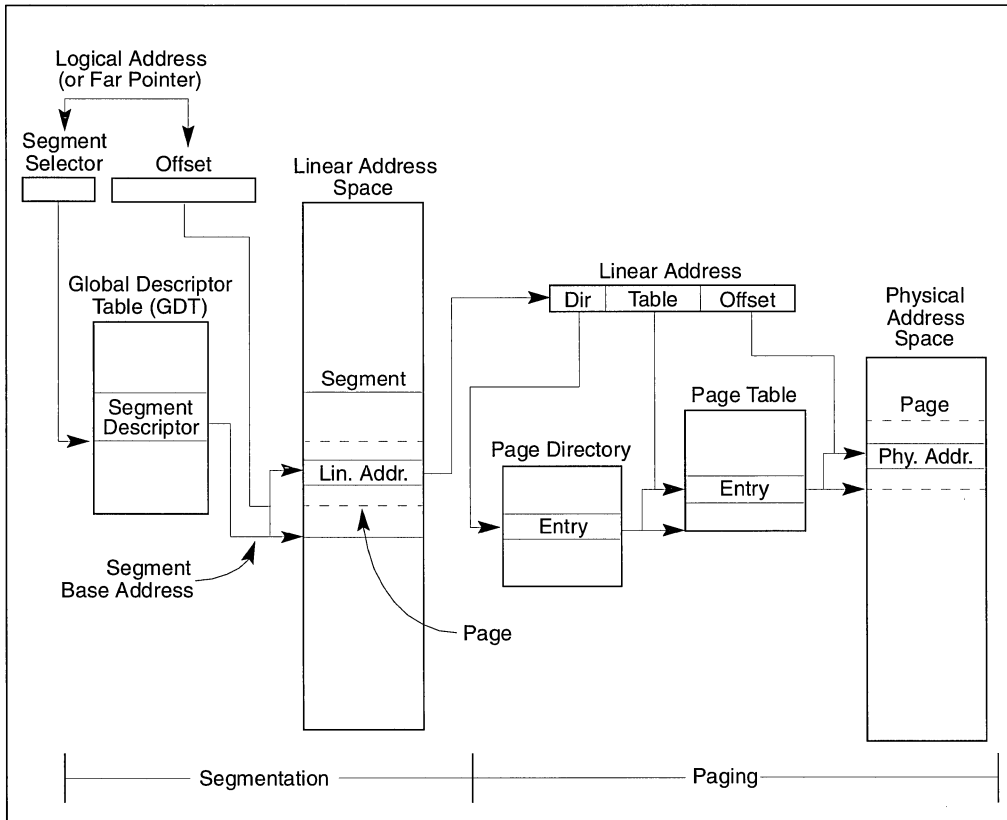 Logical Address
(or Far Pointer)
Segment
Selector
Offset
Linear Address
Space
Global Descriptor
Table (GDT)
Segment
Descriptor
Segment
Lin. Addr.
Segment
Base Address
Page
Linear Address
Dir
Table
Offset
Page Directory
Entry
Page Table
Entry
Physical
Address
Space
Page
Phy. Addr.
Segmentation
Paging